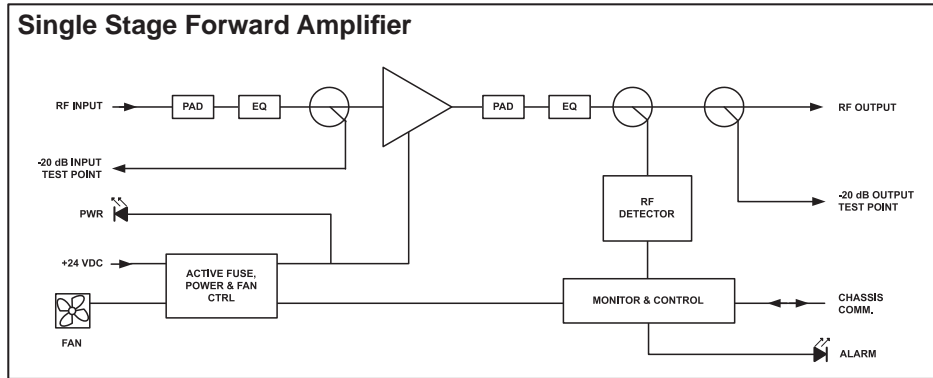 Single Stage Forward Amplifier
RF INPUT
PAD
EQ
PAD
EQ
RF OUTPUT
-20 dB INPUT
TEST POINT
RF
DETECTOR
-20 dB OUTPUT
TEST POINT
PWR
+24 VDC
ACTIVE FUSE,
POWER & FAN
CTRL
MONITOR & CONTROL
CHASSIS
COMM.
FAN
ALARM